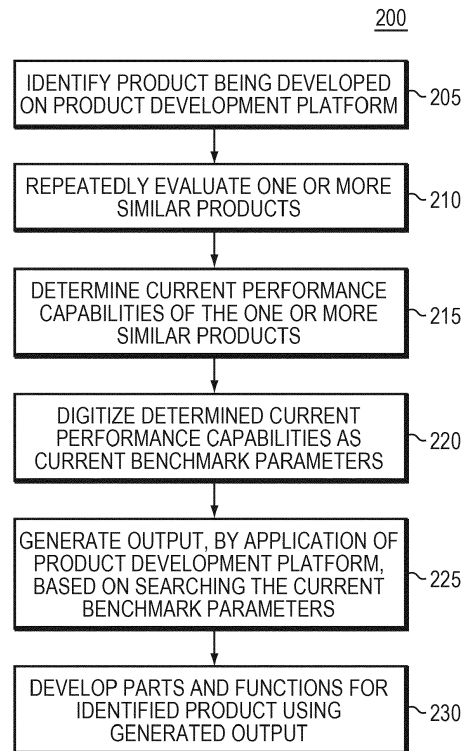 200
IDENTIFY PRODUCT BEING DEVELOPED
ON PRODUCT DEVELOPMENT PLATFORM
205
REPEATEDLY EVALUATE ONE OR MORE
SIMILAR PRODUCTS
210
DETERMINE CURRENT PERFORMANCE
CAPABILITIES OF THE ONE OR MORE
SIMILAR PRODUCTS
215
DIGITIZE DETERMINED CURRENT
PERFORMANCE CAPABILITIES AS
CURRENT BENCHMARK PARAMETERS
220
GENERATE OUTPUT, BY APPLICATION OF
PRODUCT DEVELOPMENT PLATFORM,
BASED ON SEARCHING THE CURRENT
BENCHMARK PARAMETERS
225
DEVELOP PARTS AND FUNCTIONS FOR
IDENTIFIED PRODUCT USING
GENERATED OUTPUT
230